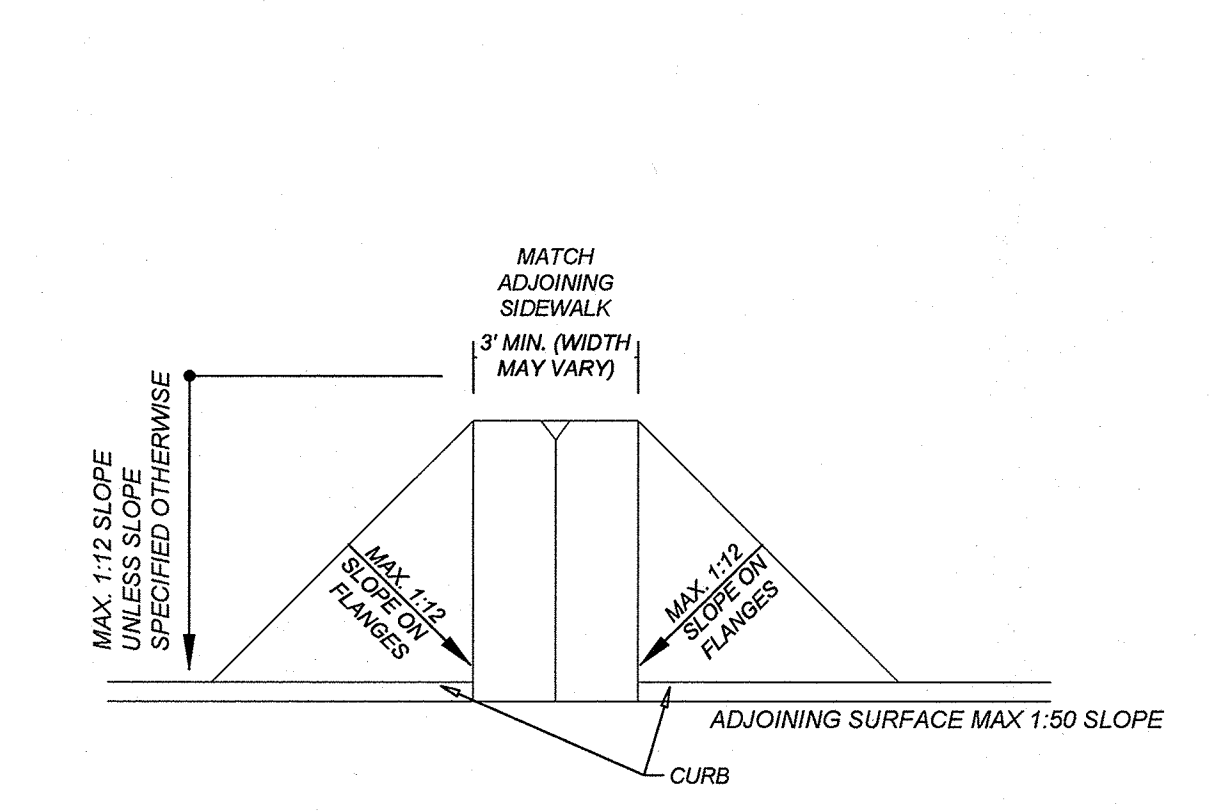 MATCH
ADJOINING
SIDEWALK
3' MIN. (WIDTH
MAY VARY)
MAX. 1:12 SLOPE
UNLESS SLOPE
SPECIFIED OTHERWISE
MAX. 1:12
SLOPE ON
FLANGES
MAX. 1:12
SLOPE ON
FLANGES
ADJOINING SURFACE MAX 1:50 SLOPE
CURB